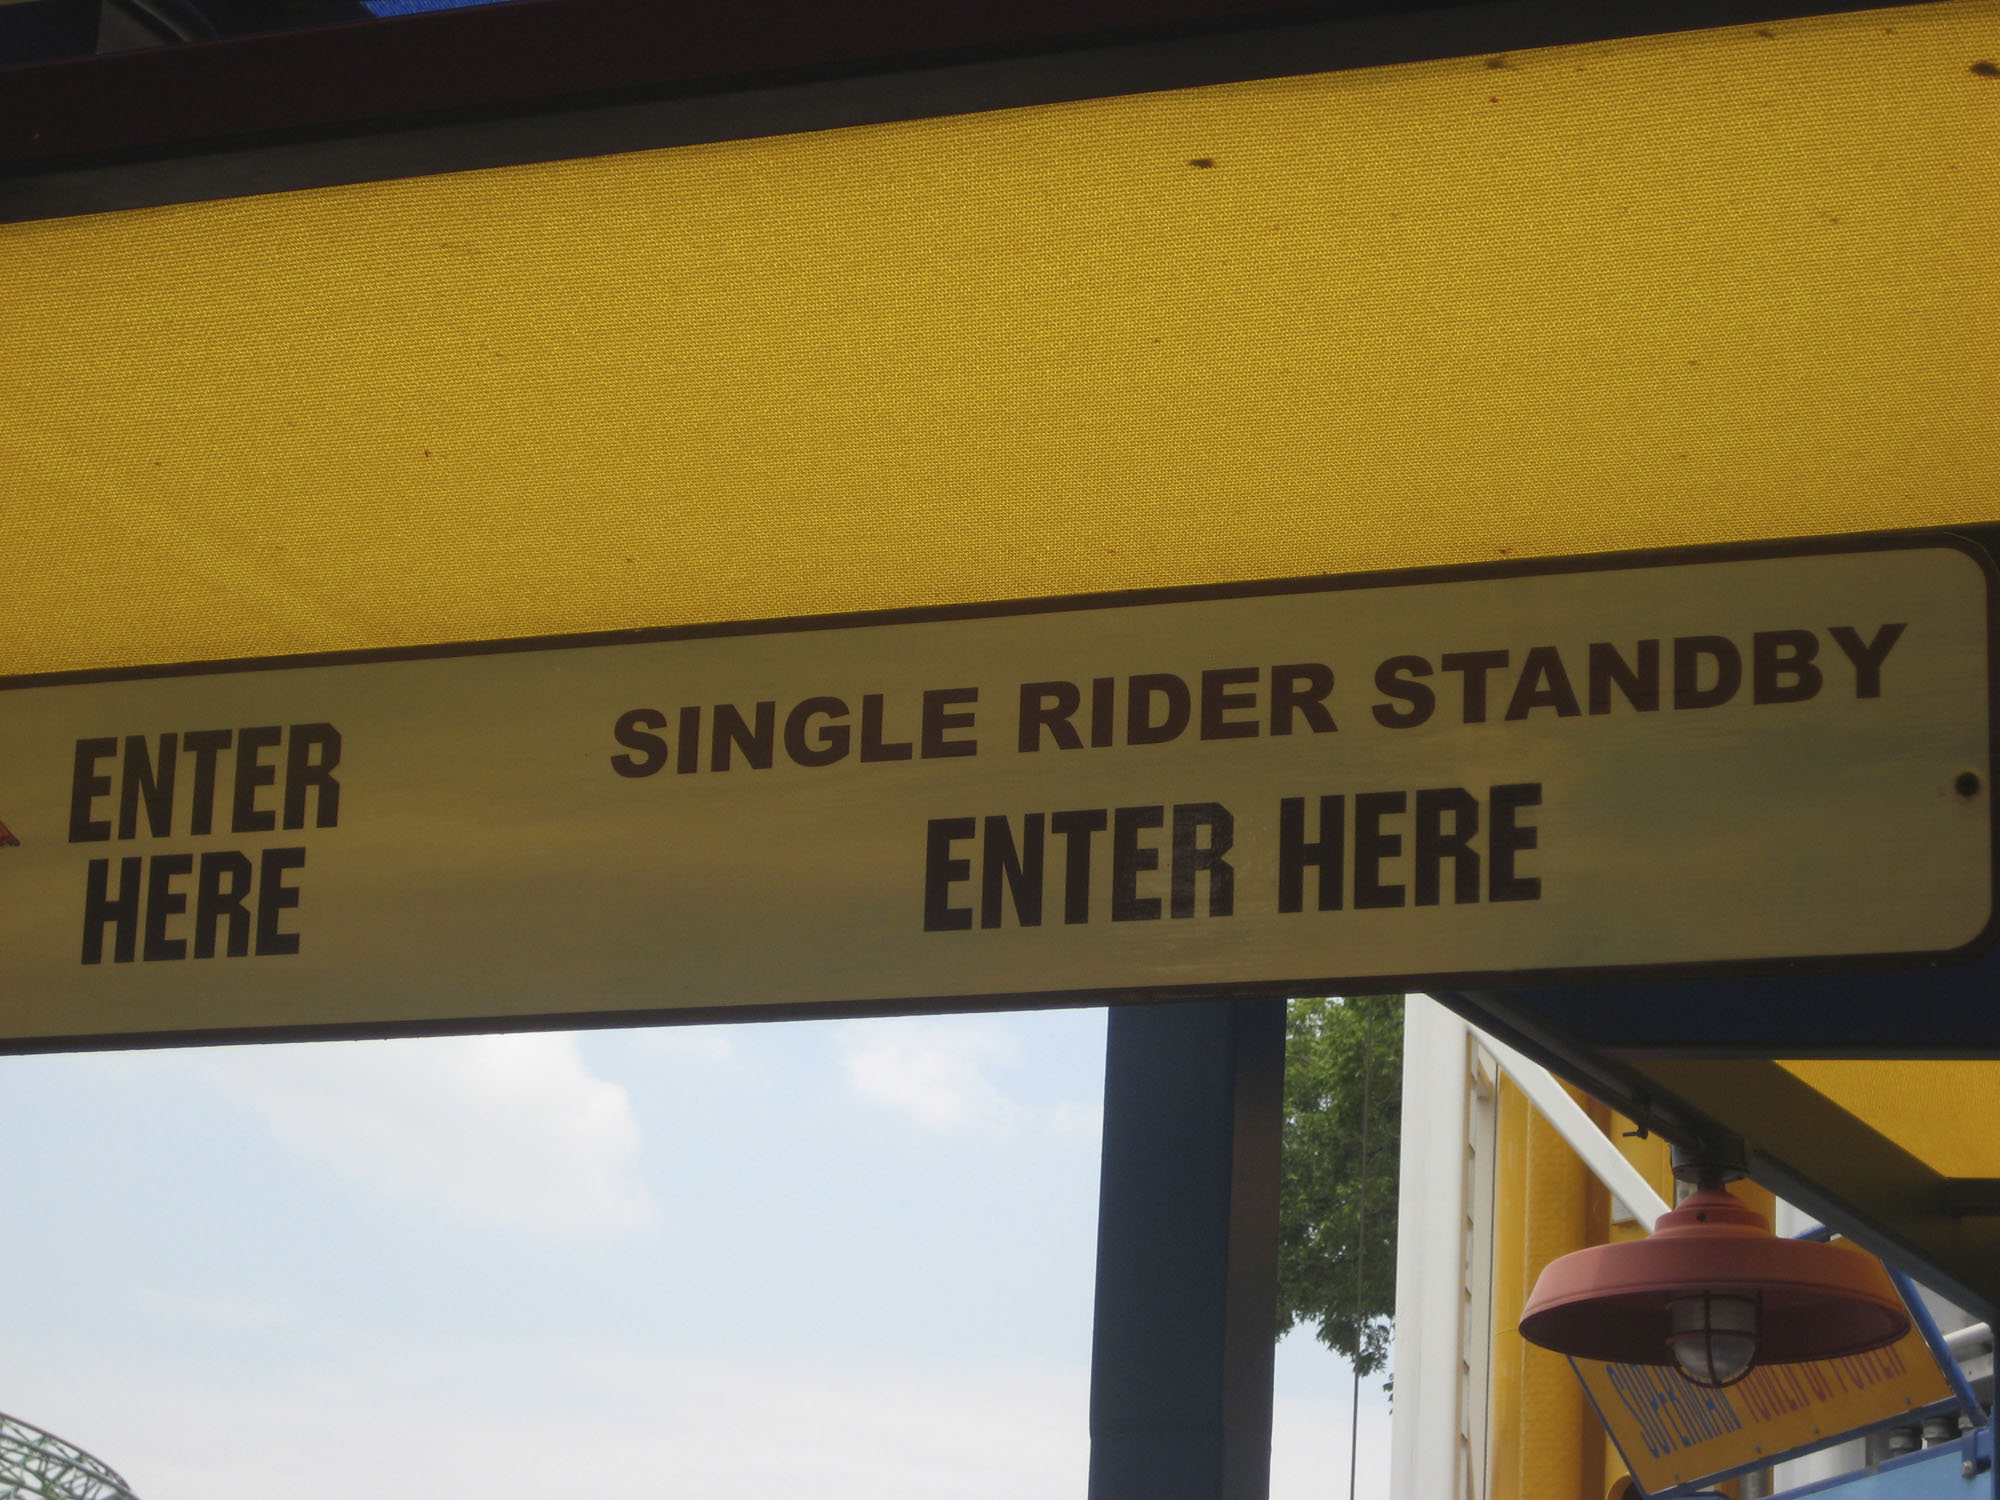 ENTER
HERE
SINGLE RIDER STANDBY
ENTER HERE
SUPERMAN TOWER OF POWER